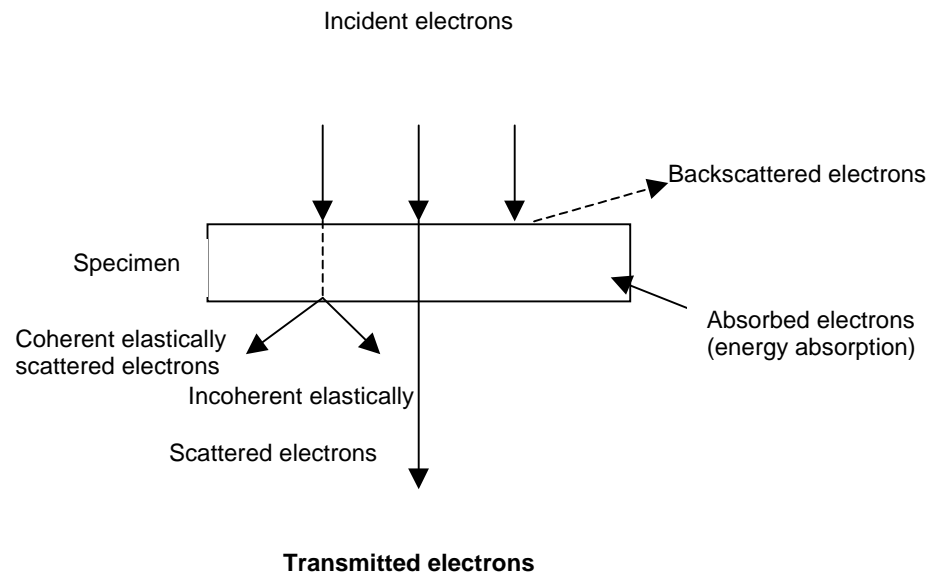 Incident electrons
Backscattered electrons
Specimen
Absorbed electrons
(energy absorption)
Coherent elastically
scattered electrons
Incoherent elastically
Scattered electrons
Transmitted electrons